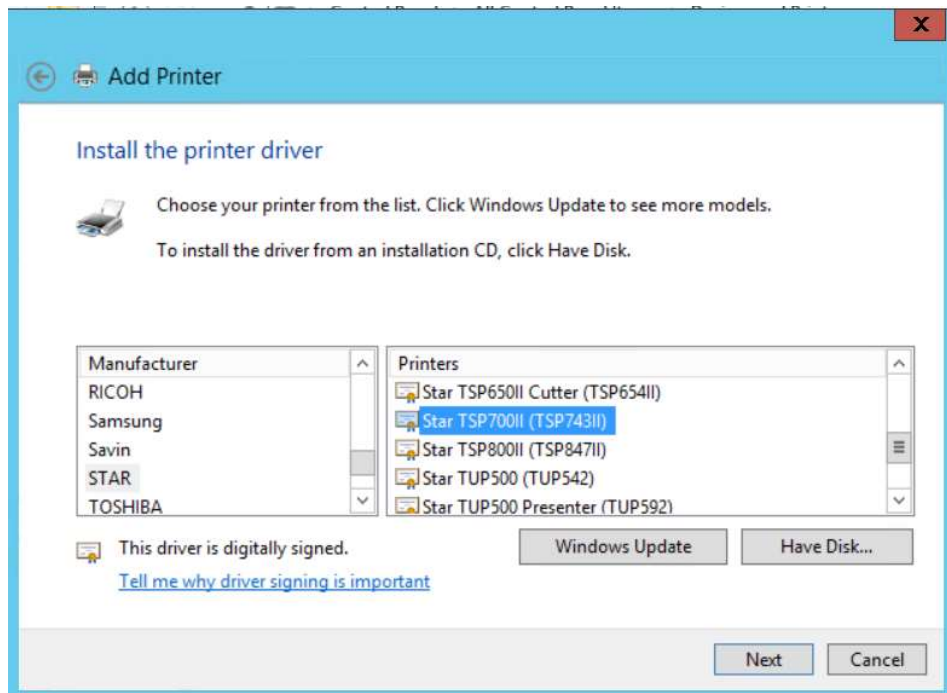 X
Add Printer
Install the printer driver
Choose your printer from the list. Click Windows Update to see more models.
To install the driver from an installation CD, click Have Disk.
Manufacturer
RICOH
Samsung
Savin
STAR
TOSHIBA
Printers
Star TSP650II Cutter (TSP654II)
Star TSP700II (TSP743II)
Star TSP800II (TSP847II)
Star TUP500 (TUP542)
Star TUP500 Presenter (TUP592)
This driver is digitally signed.
Tell me why driver signing is important
Windows Update
Have Disk...
Next
Cancel